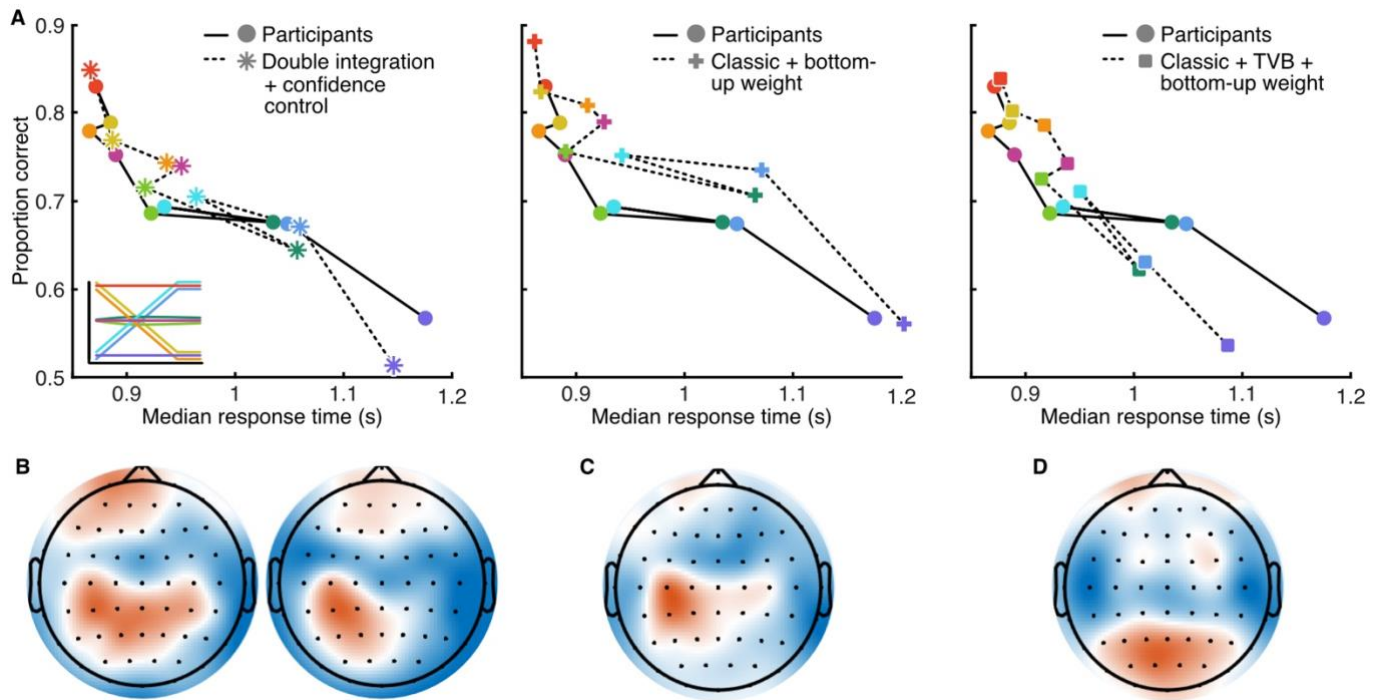 A
0.9
0.8
0.7
0.6
0.5
Proportion correct
Participants
Double integration
+ confidence
control
0.9
1
1.1
1.2
Median response time (s)
Participants
Classic + bottom-
up weight
0.9
1
1.1
1.2
Median response time (s)
Participants
Classic + TVB +
bottom-up weight
0.9
1
1.1
1.2
Median response time (s)
B
C
D